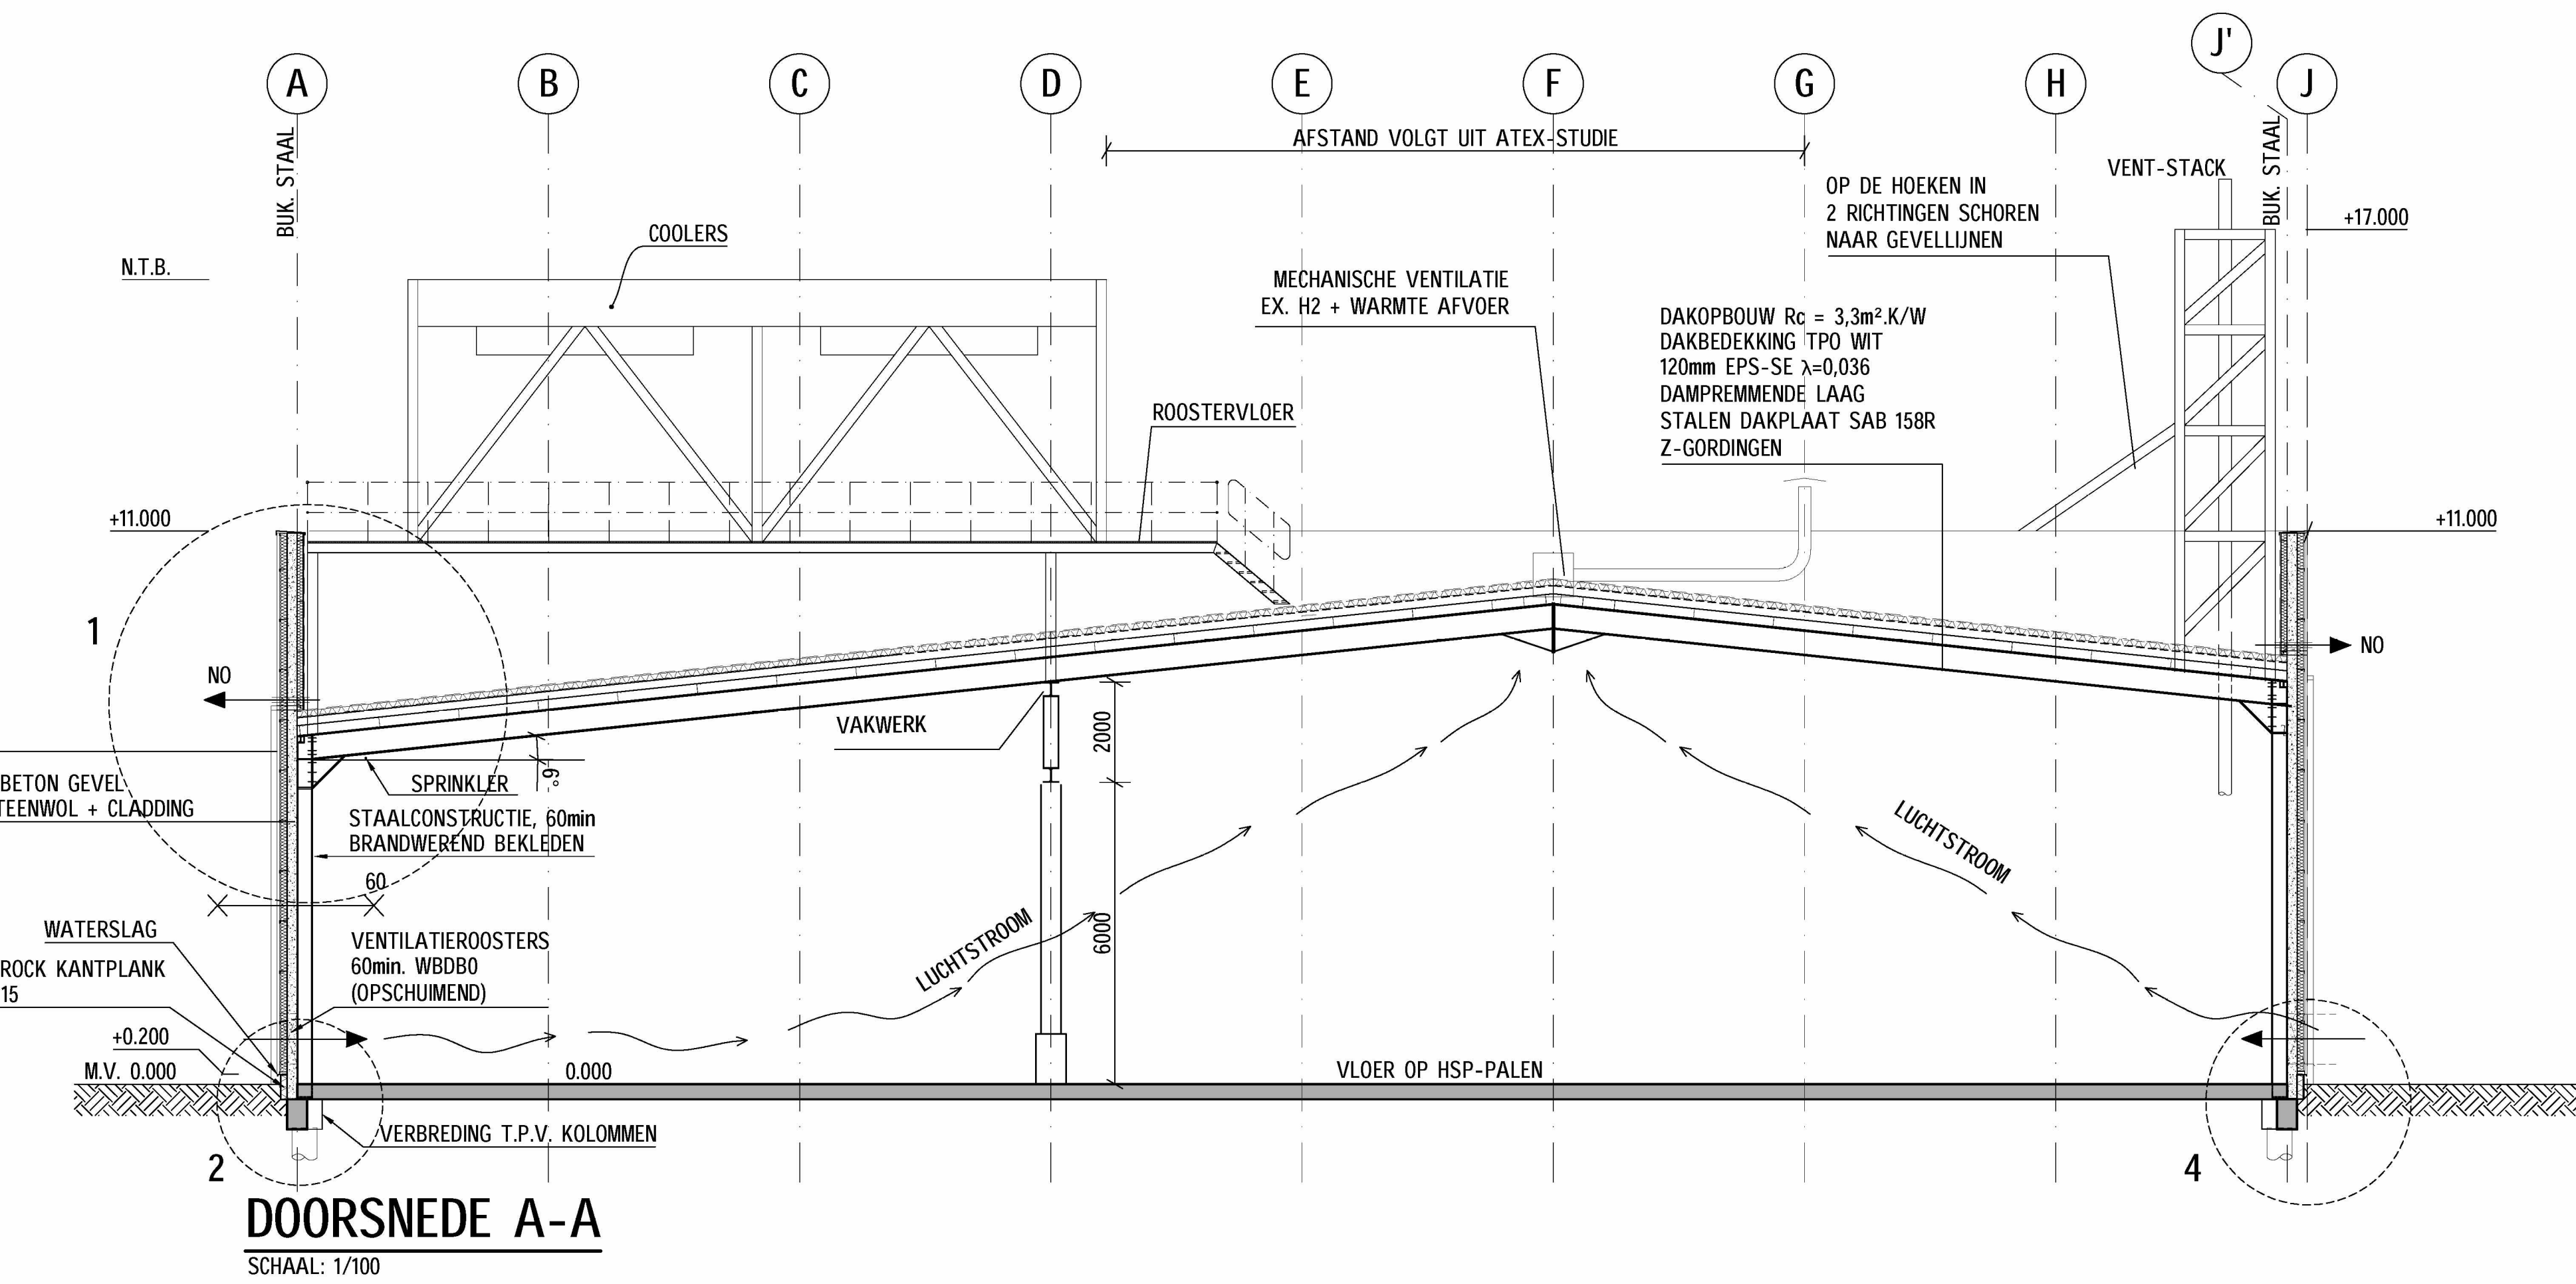 A
B
C
D
E
F
G
H
J'
J
BUK. STAAL
BUK. STAAL
AFSTAND VOLGT UIT ATEX-STUDIE
VENT-STACK
OP DE HOEKEN IN
2 RICHTINGEN SCHOREN
NAAR GEVELLIJNEN
+17.000
COOLERS
N.T.B.
MECHANISCHE VENTILATIE
EX. H2 + WARMTE AFVOER
DAKOPBOUW Rc = 3,3m².K/W
DAKBEDEKKING TPO WIT
120mm EPS-SE λ=0,036
DAMPREMMENDE LAAG
STALEN DAKPLAAT SAB 158R
Z-GORDINGEN
ROOSTERVLOER
+11.000
+11.000
1
NO
NO
VAKWERK
2000
6°
SPRINKLER
BETON GEVEL
TEENWOL + CLADDING
STAALCONSTRUCTIE, 60min
BRANDWEREND BEKLEDEN
60
LUCHTSTROOM
LUCHTSTROOM
6000
WATERSLAG
ROCK KANTPLANK
15
VENTILATIEROOSTERS
60min. WBDBO
(OPSCHUIMEND)
+0.200
M.V. 0.000
0.000
VLOER OP HSP-PALEN
VERBREDING T.P.V. KOLOMMEN
2
4
DOORSNEDE A-A
SCHAAL: 1/100